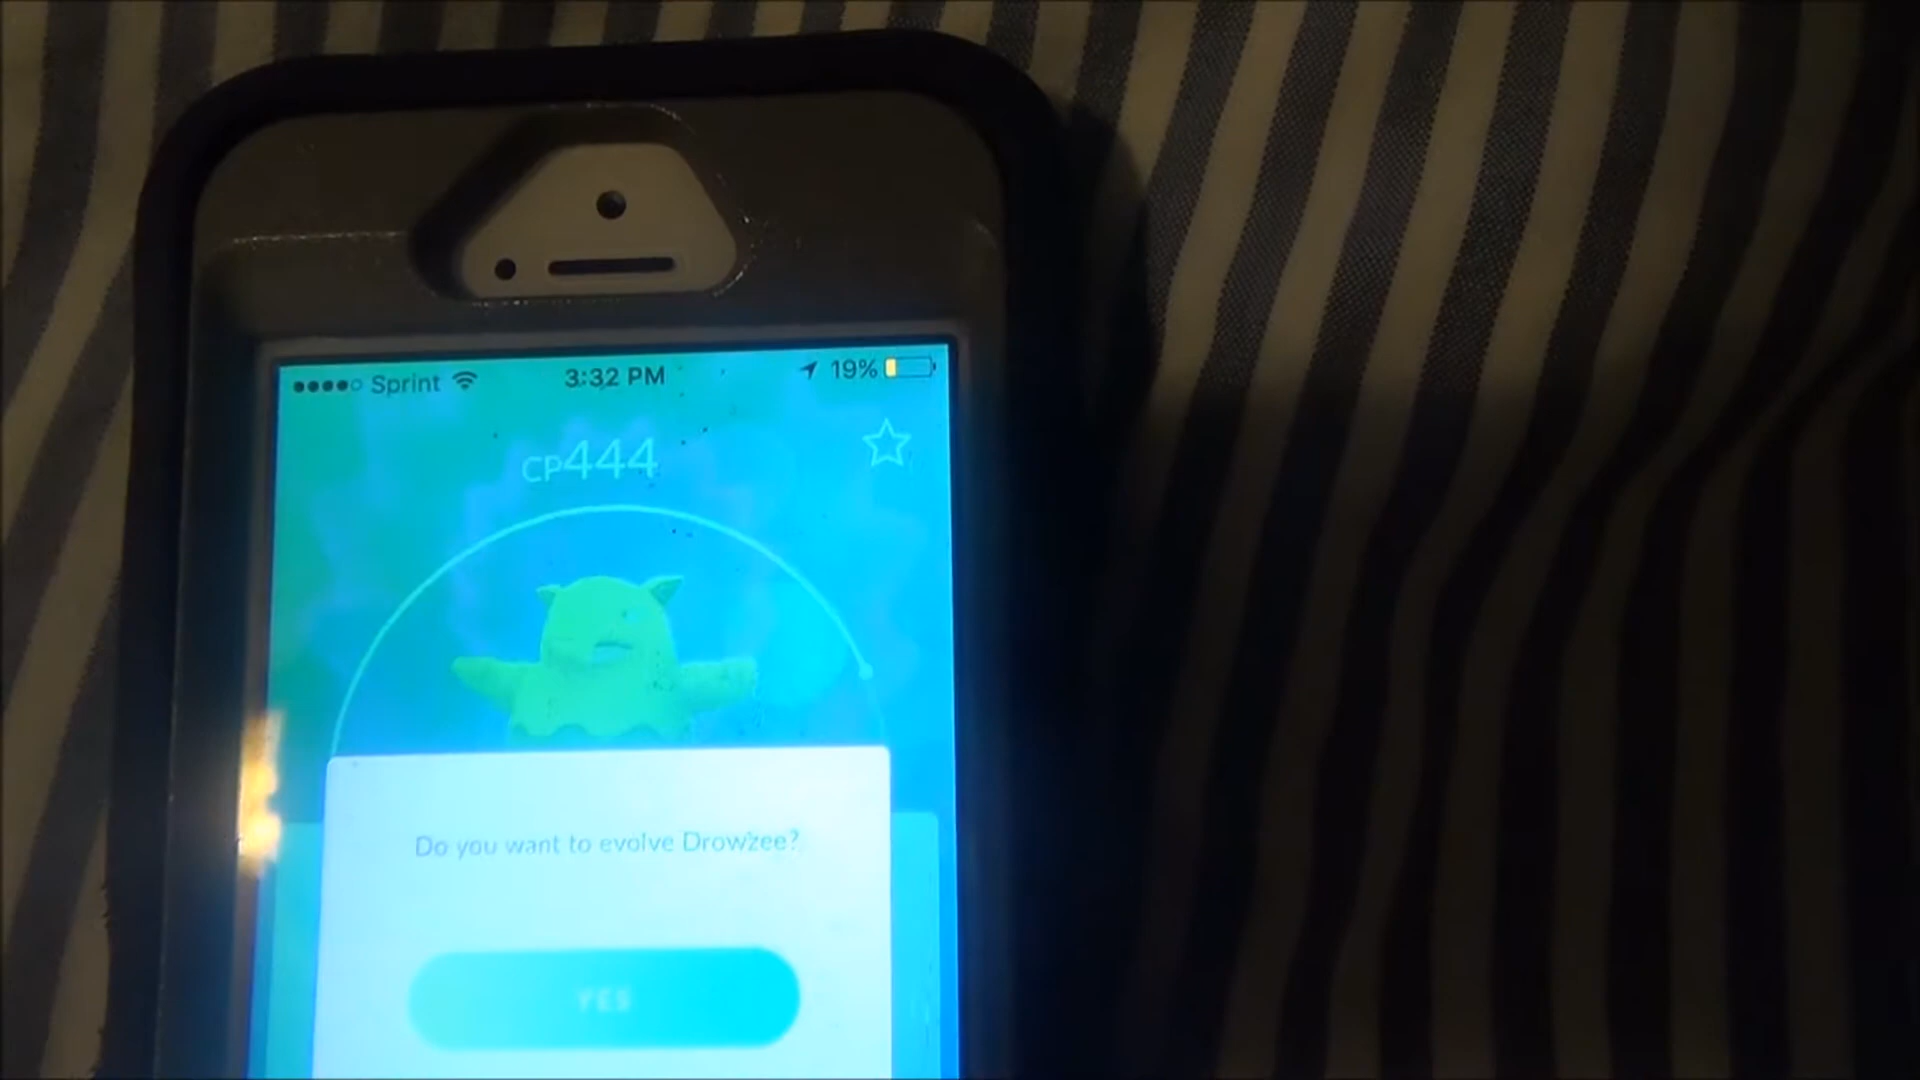 Sprint 3:32 PM 19%
CP444
Do you want to evolve Drowzee?
YES